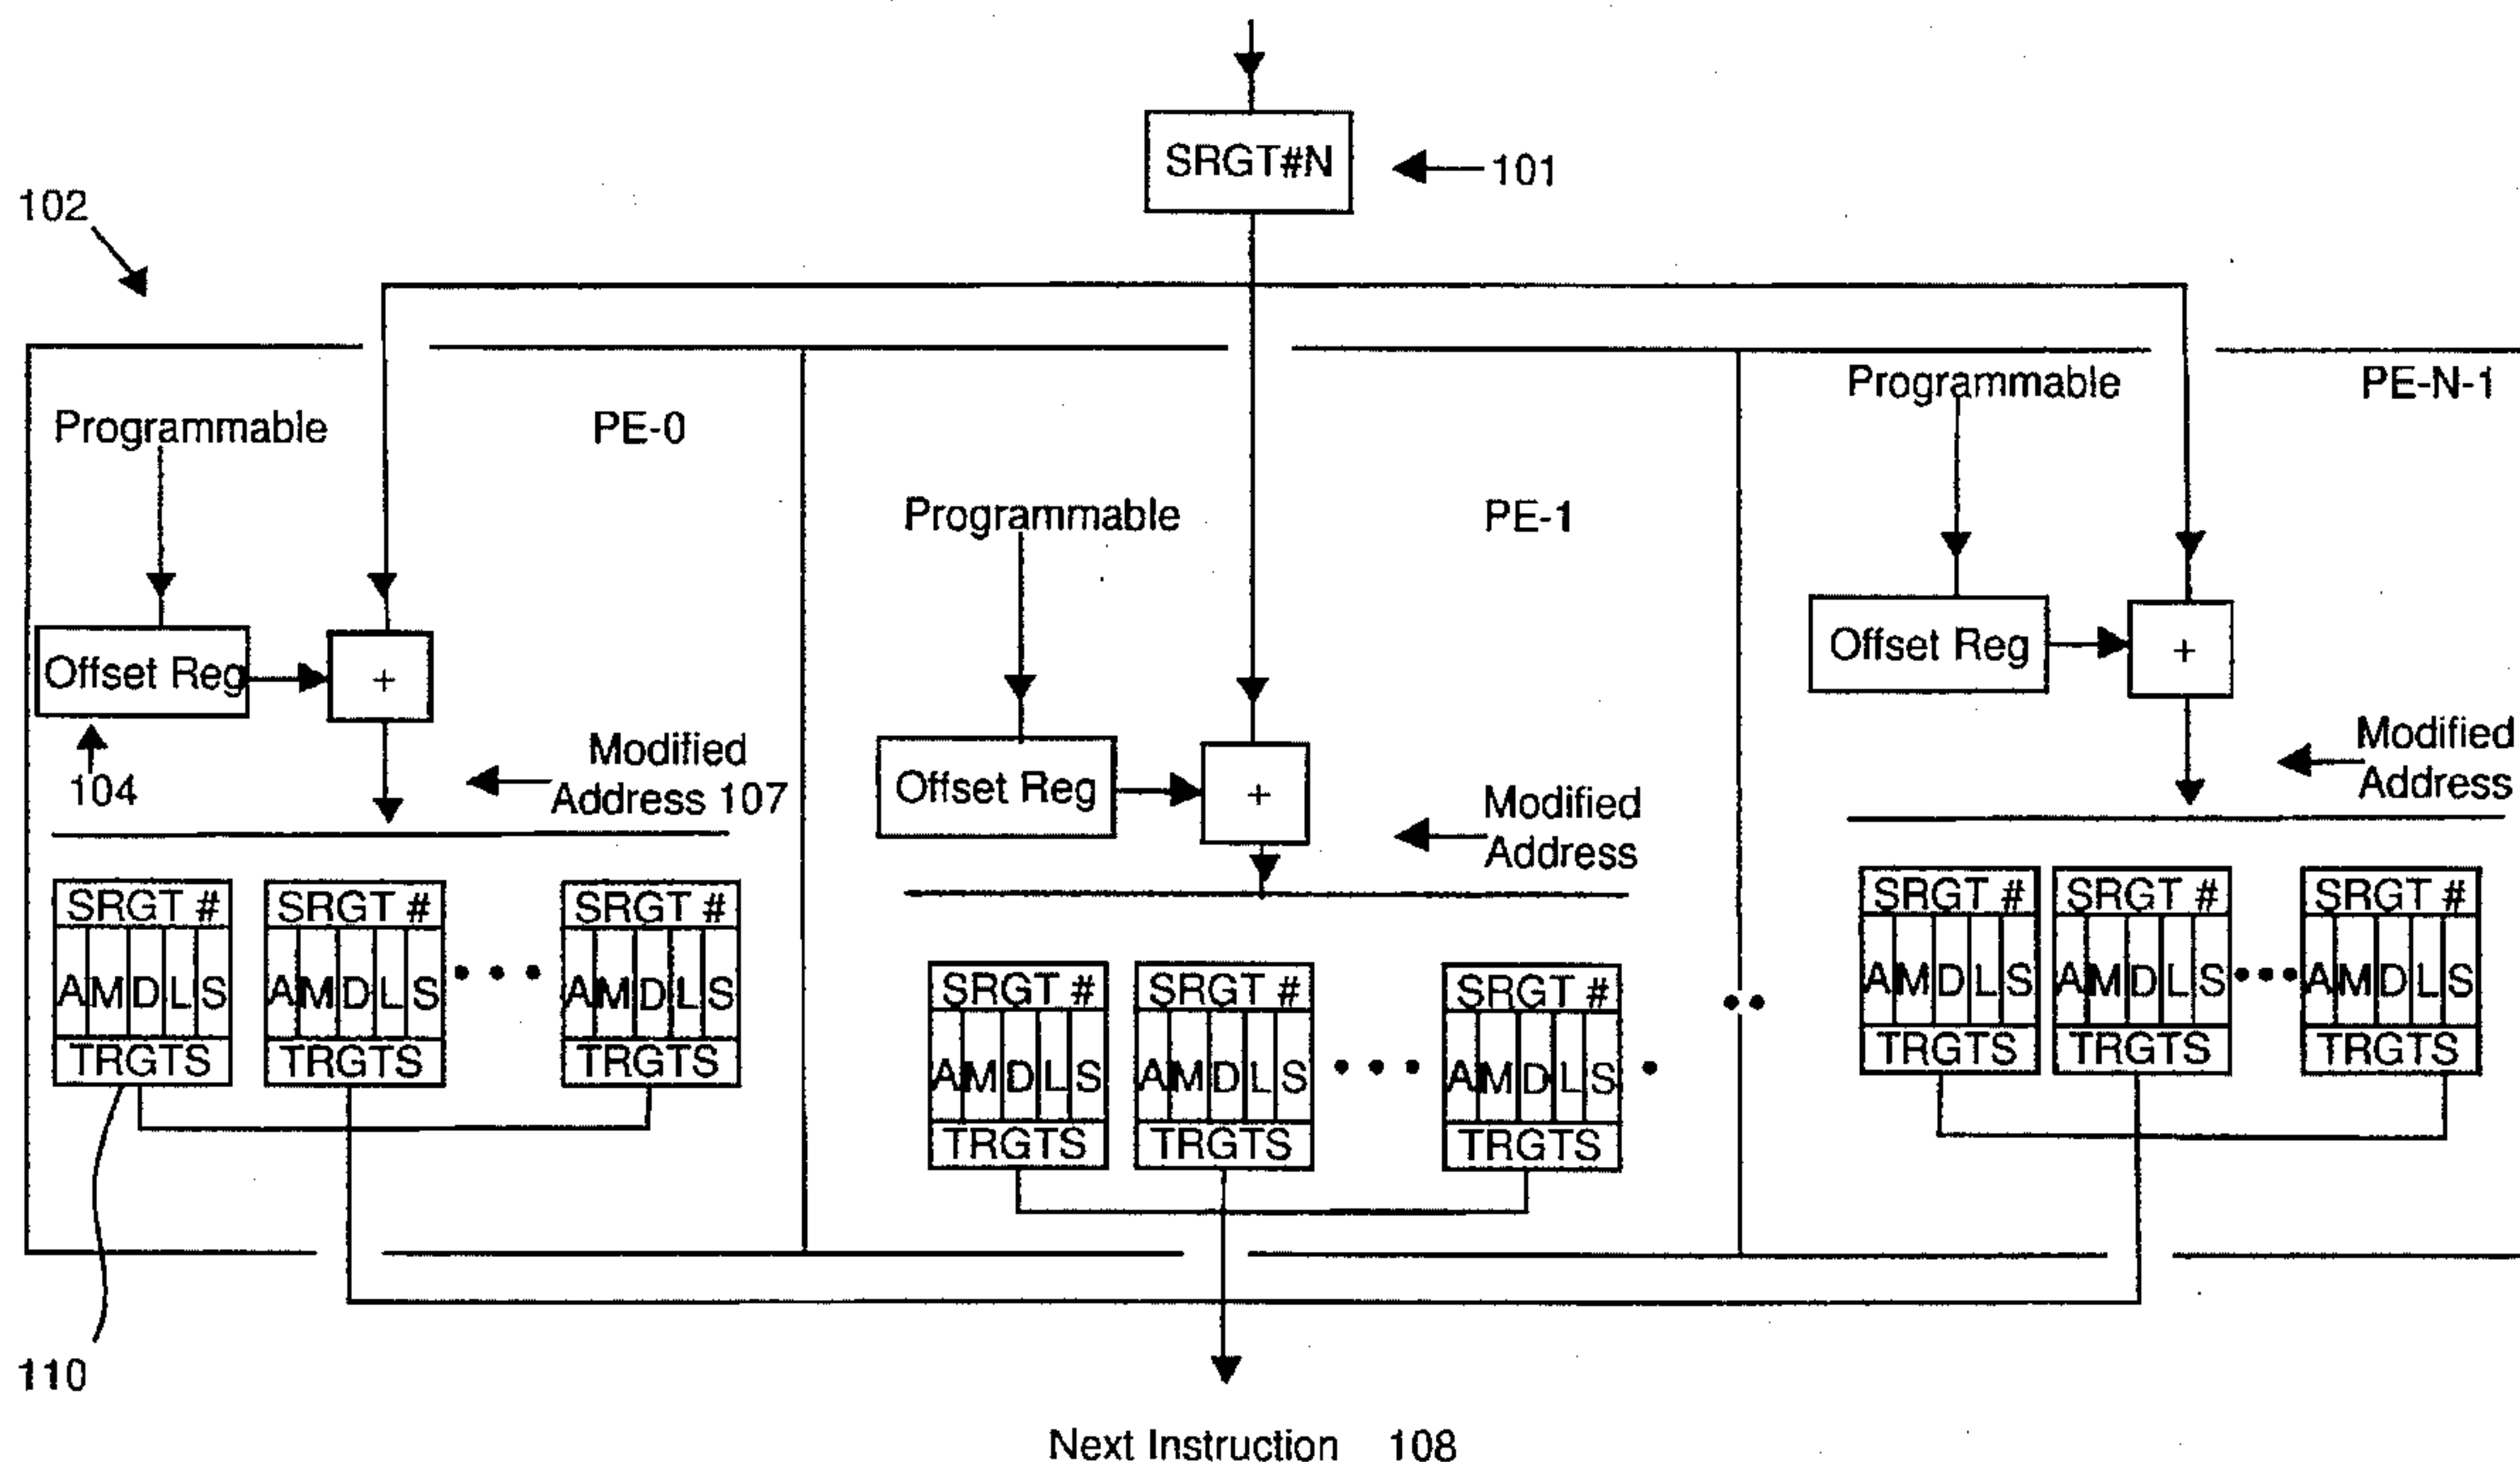 SRGT#N
101
102
Programmable
PE-0
Offset Reg
+
104
Modified
Address 107
SRGT #
A M D L S
TRGTS
SRGT #
A M D L S
TRGTS
SRGT #
A M D L S
TRGTS
110
Programmable
PE-1
Offset Reg
+
Modified
Address
SRGT #
A M D L S
TRGTS
SRGT #
A M D L S
TRGTS
SRGT #
A M D L S
TRGTS
Programmable
PE-N-1
Offset Reg
+
Modified
Address
SRGT #
A M D L S
TRGTS
SRGT #
A M D L S
TRGTS
SRGT #
A M D L S
TRGTS
Next Instruction 108